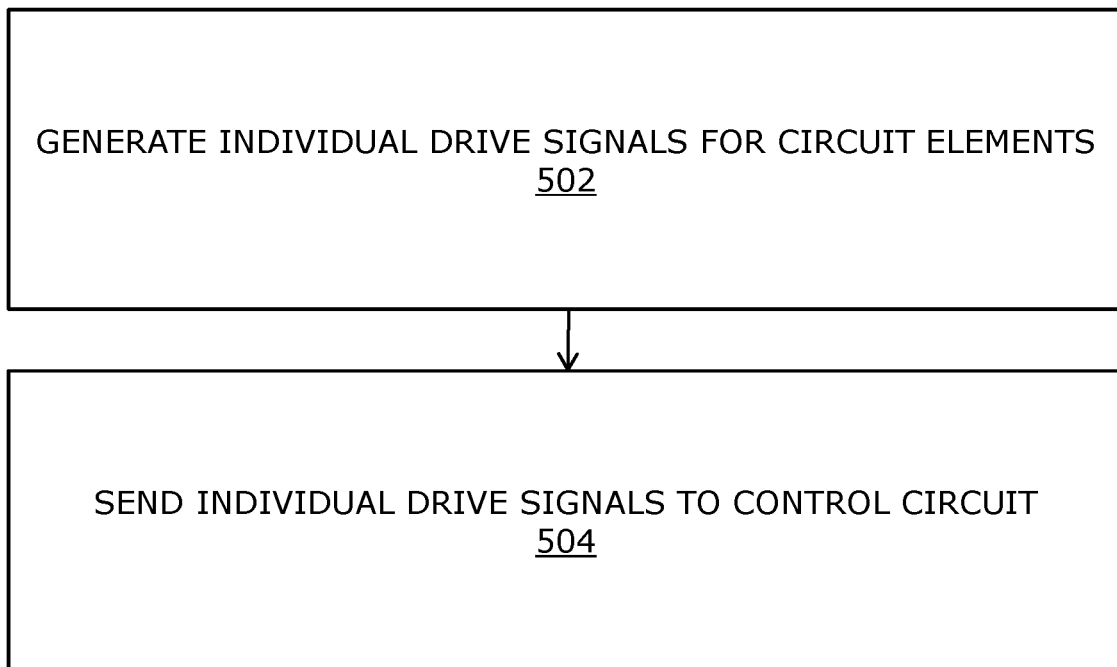 GENERATE INDIVIDUAL DRIVE SIGNALS FOR CIRCUIT ELEMENTS
502
SEND INDIVIDUAL DRIVE SIGNALS TO CONTROL CIRCUIT
504